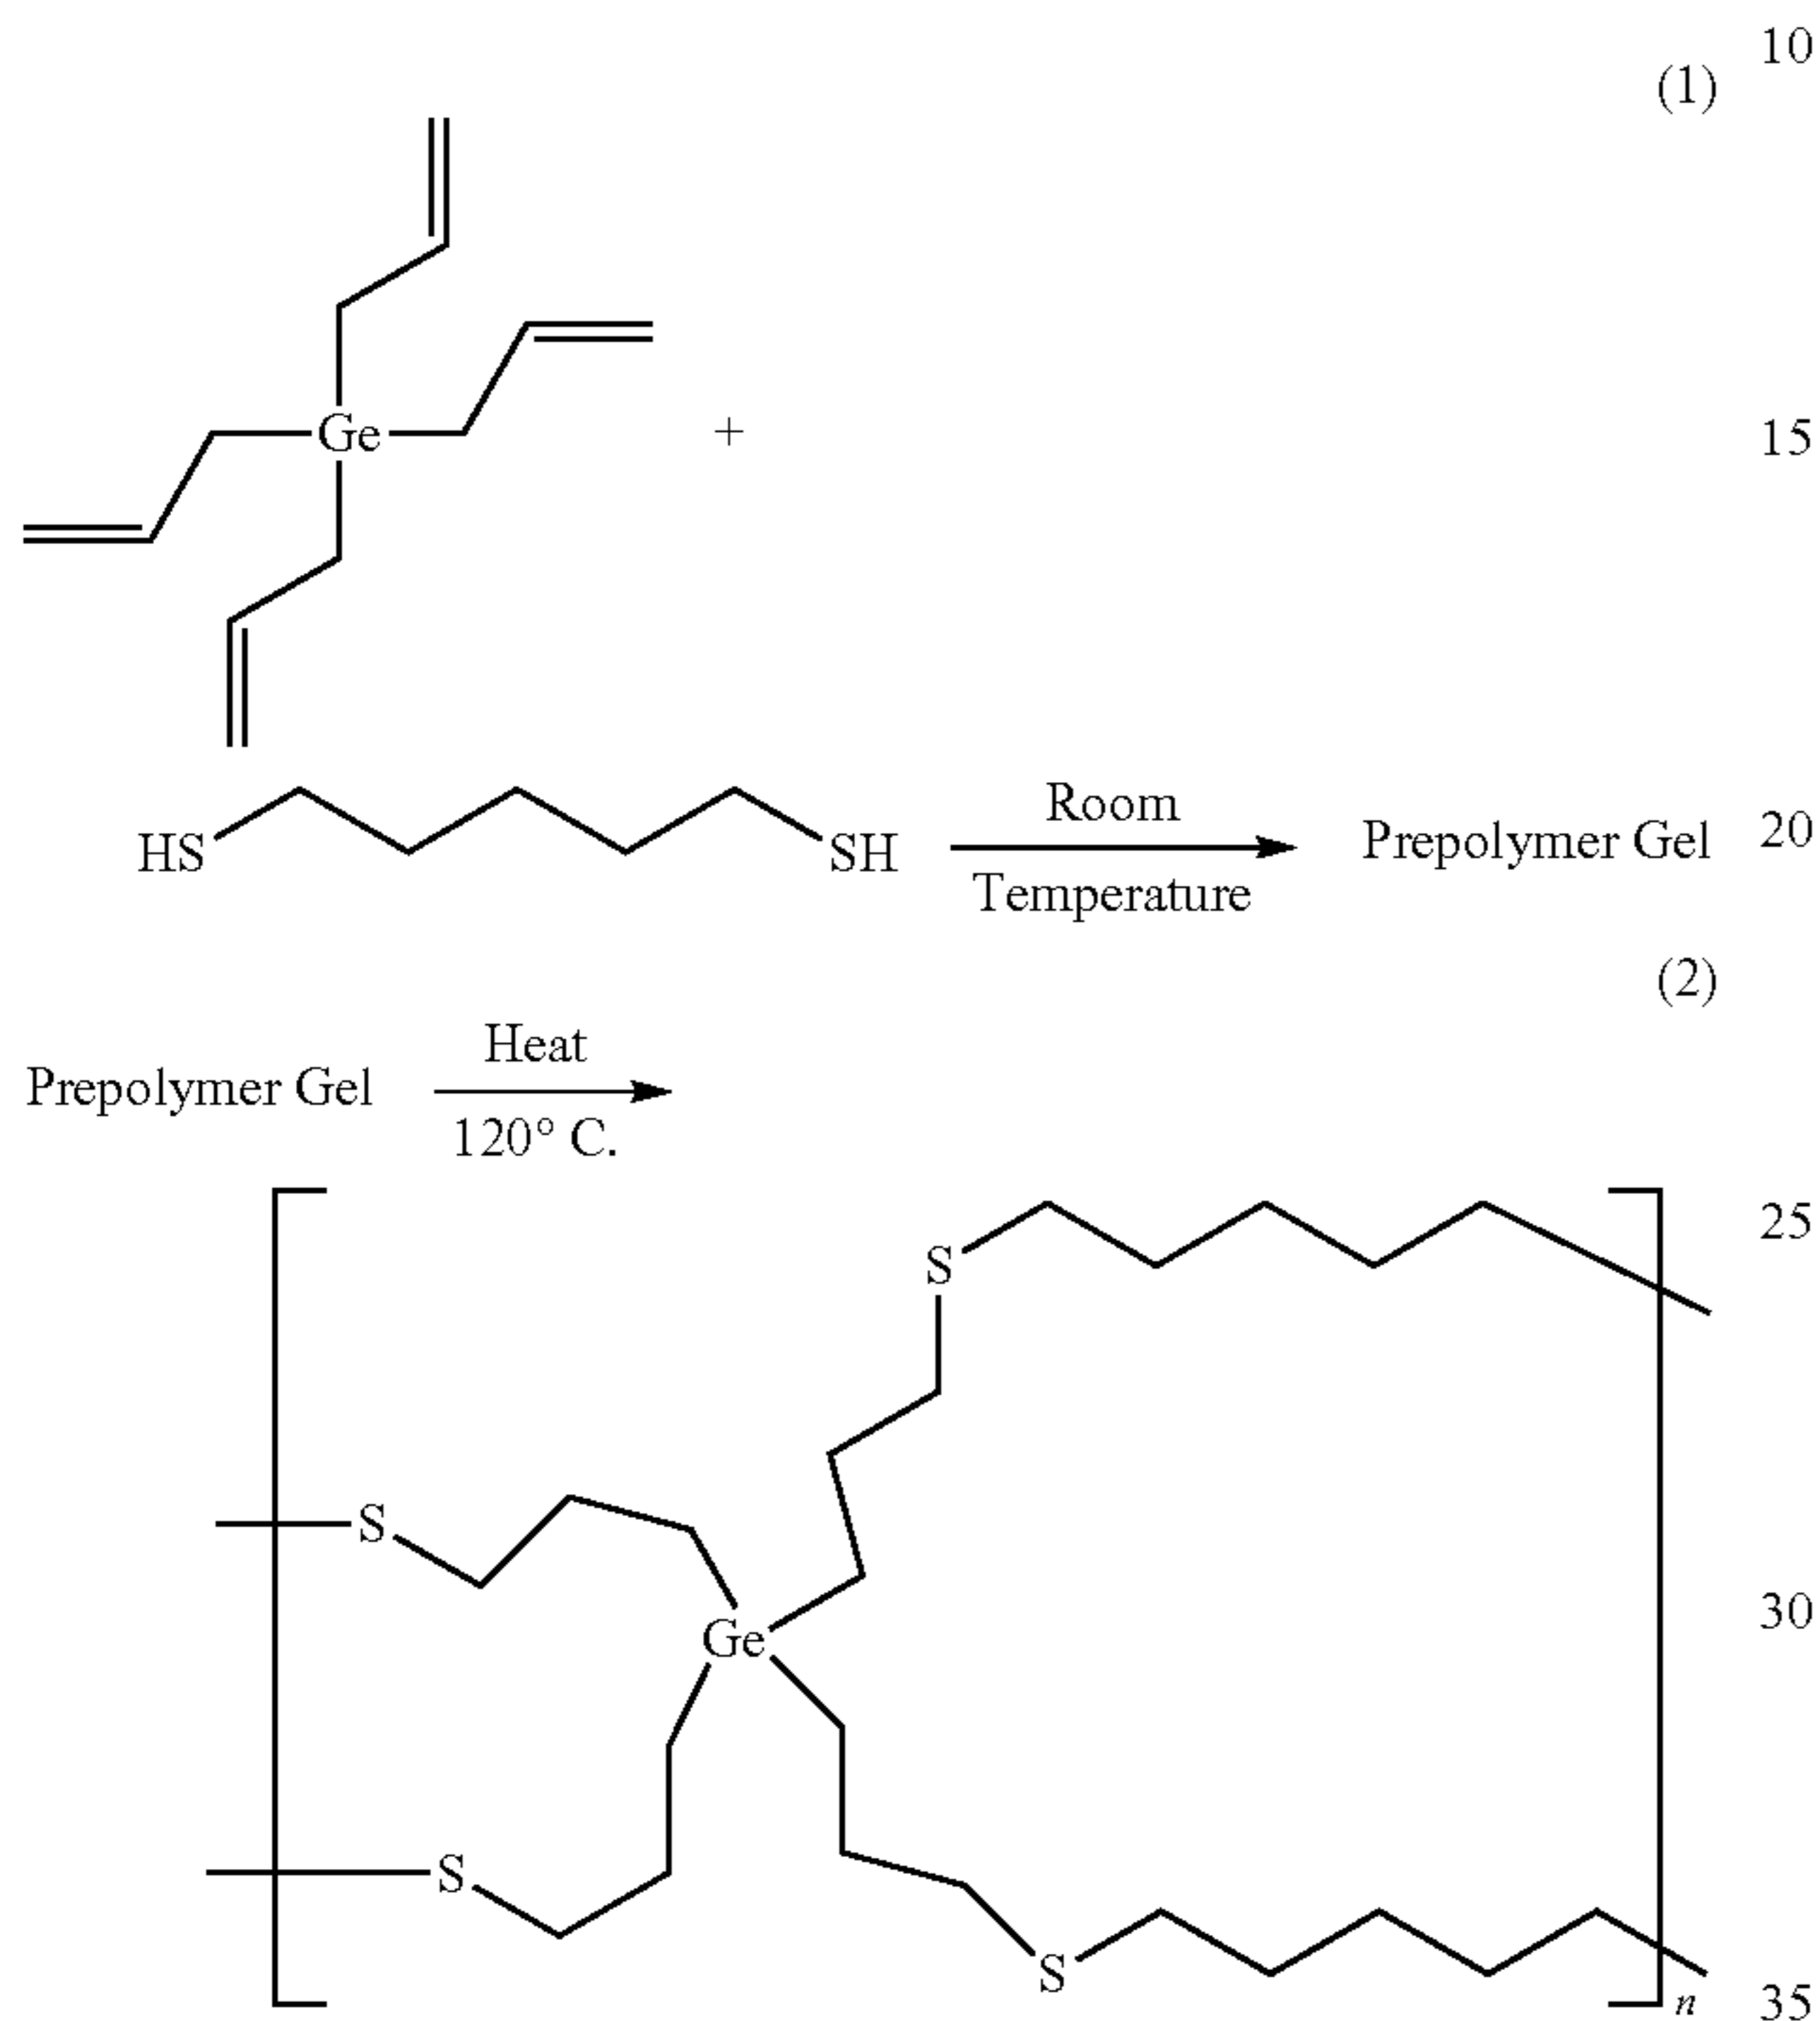 10
(1)
Ge
+
15
HS
SH
Room
Temperature
Prepolymer Gel
20
(2)
Prepolymer Gel
Heat
120° C.
25
S
S
Ge
30
S
S
n
35